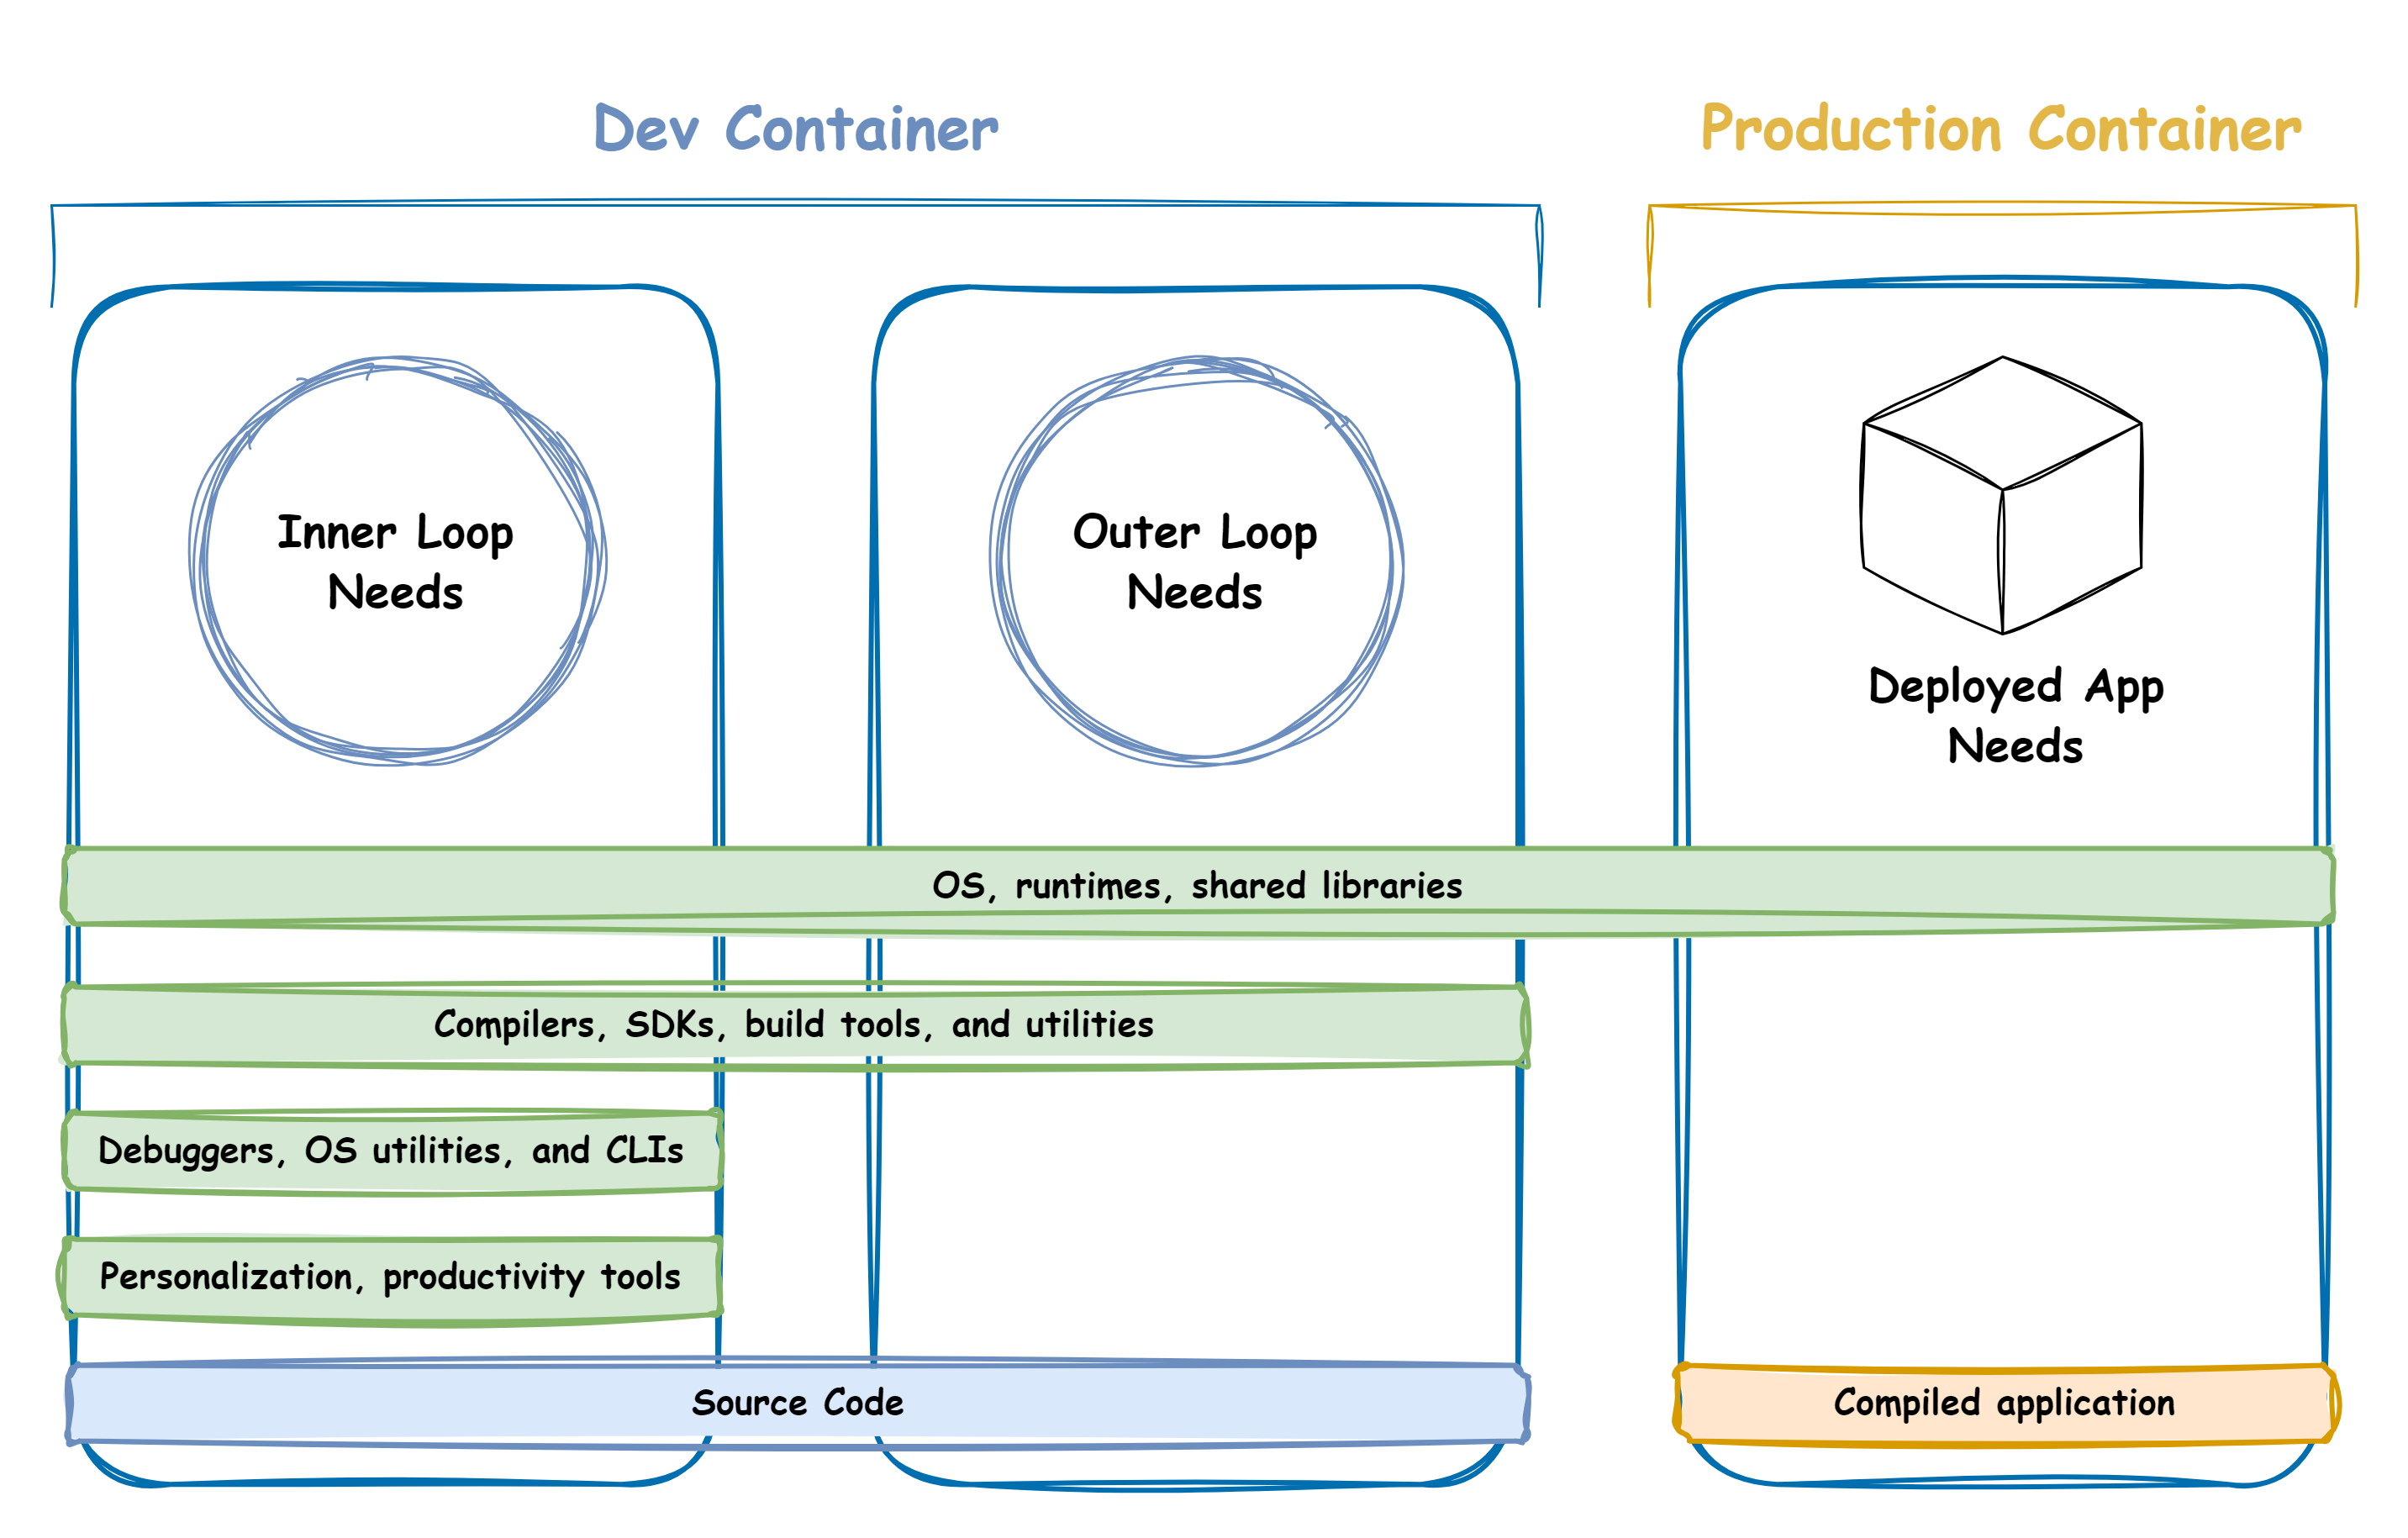 Dev Container
Production Container
Inner Loop
Needs
Outer Loop
Needs
Deployed App
Needs
OS, runtimes, shared libraries
Compilers, SDKs, build tools, and utilities
Debuggers, OS utilities, and CLIs
Personalization, productivity tools
Source Code
Compiled application